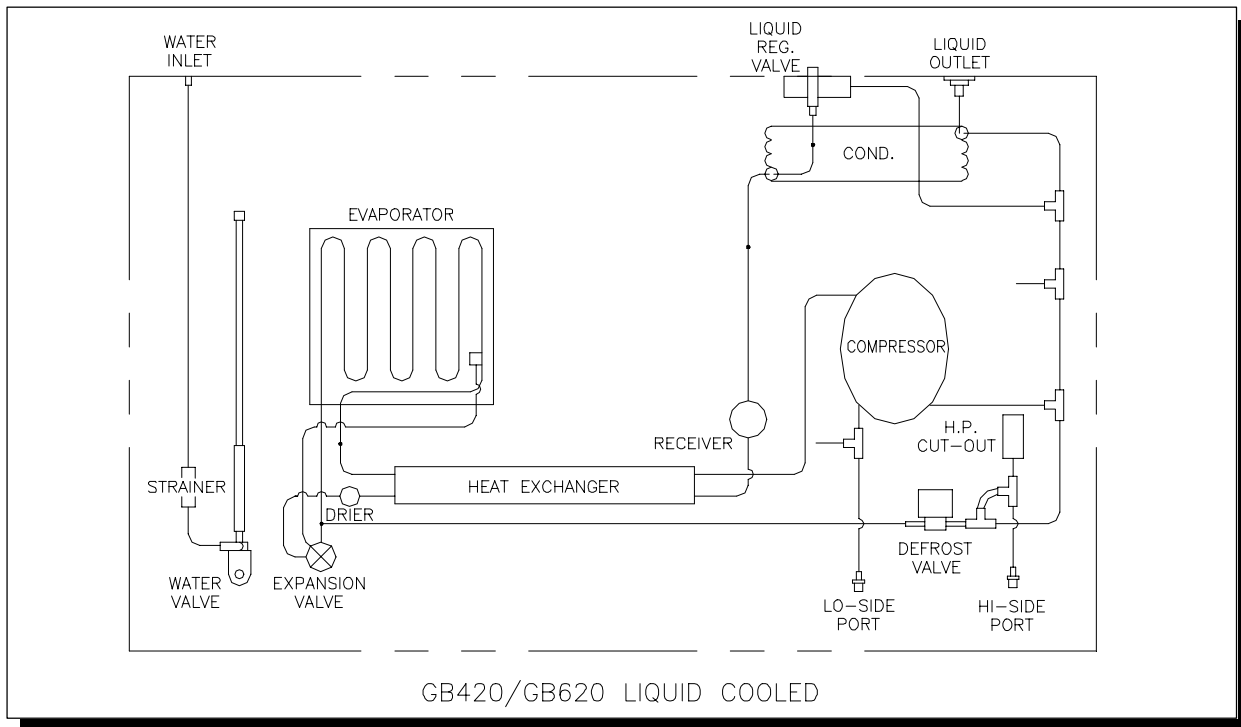 WATER
INLET
LIQUID
REG.
VALVE
LIQUID
OUTLET
COND.
EVAPORATOR
COMPRESSOR
H.P.
CUT-OUT
RECEIVER
STRAINER
HEAT EXCHANGER
DRIER
DEFROST
VALVE
WATER
VALVE
EXPANSION
VALVE
LO-SIDE
PORT
HI-SIDE
PORT
GB420/GB620 LIQUID COOLED